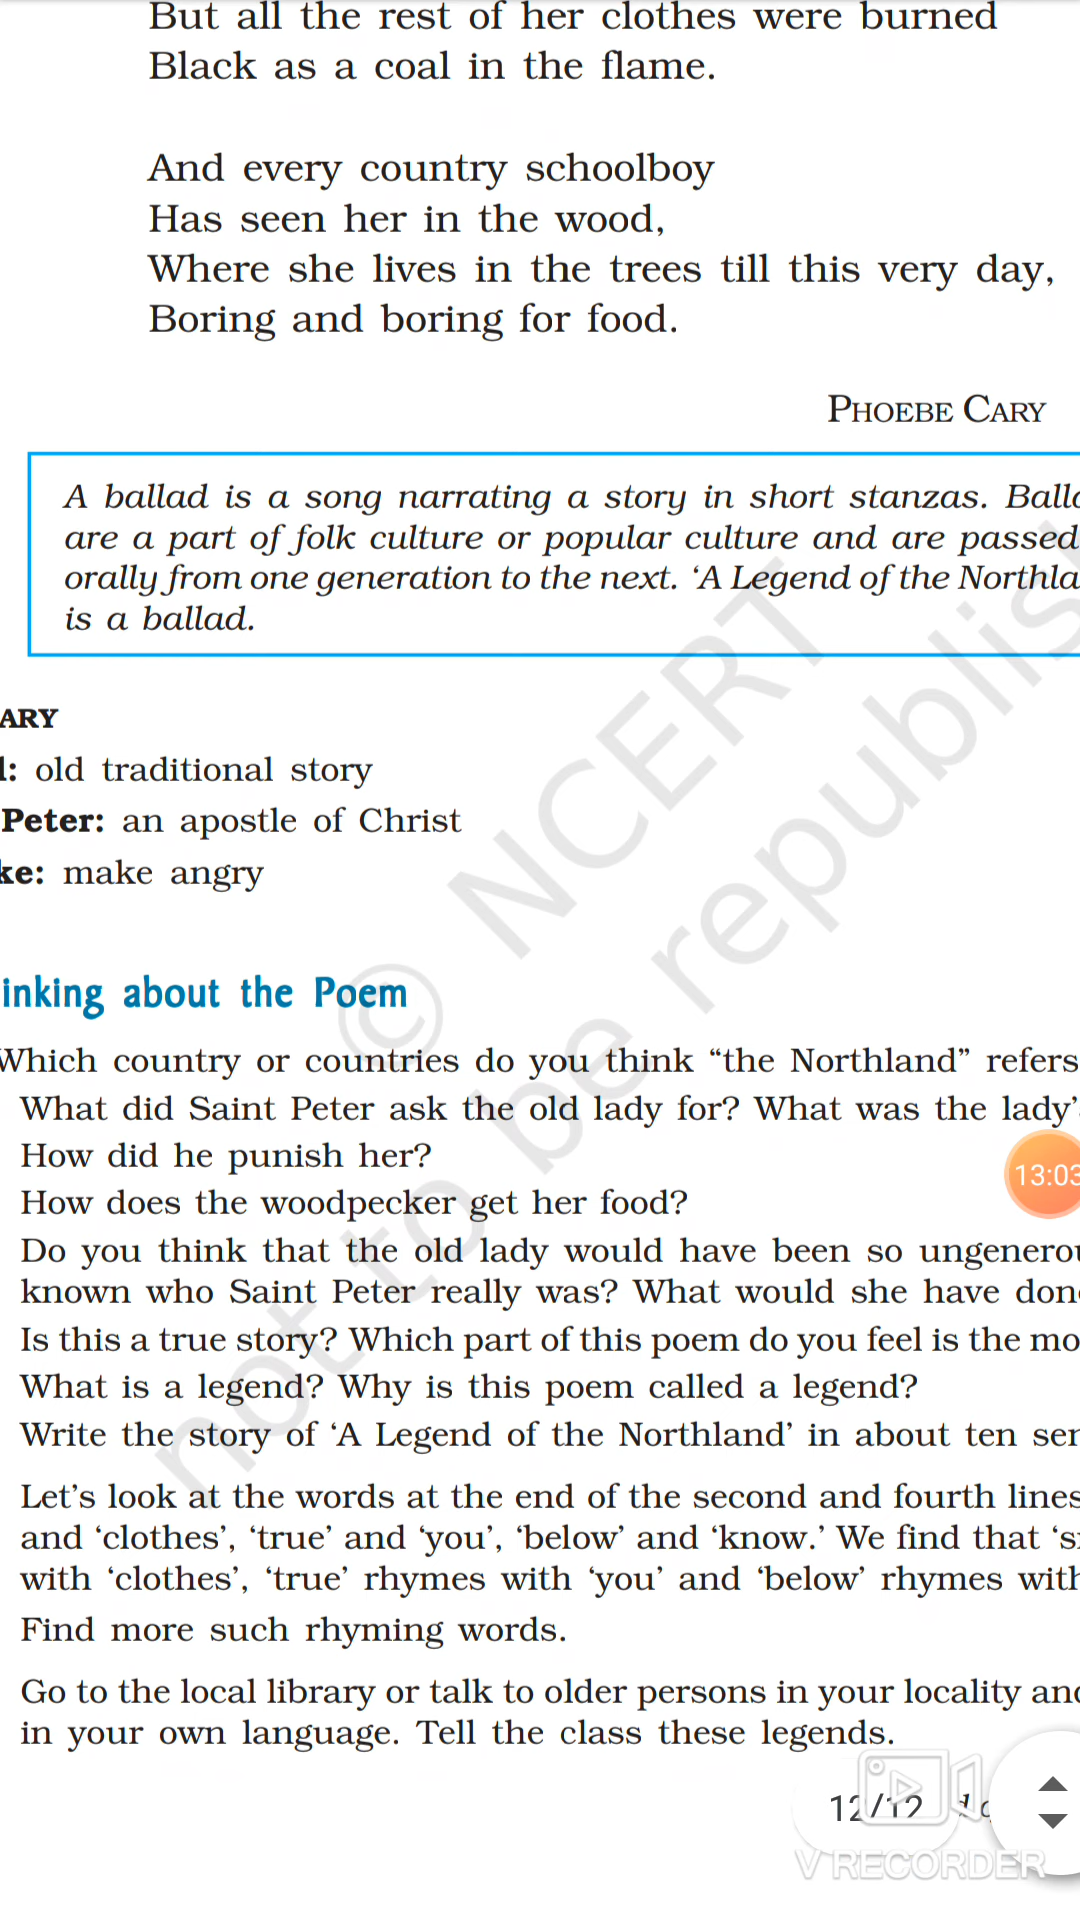 But all the rest of her clothes were burned
Black as a coal in the flame.
And every country schoolboy
Has seen her in the wood,
Where she lives in the trees till this very day,
Boring and boring for food.
PHOEBE CARY
A ballad is a song narrating a story in short stanzas.
are a part of folk culture or popular culture and are passed
orally from one generation to the next. ‘A Legend of the
is a ballad.
ARY
l: old traditional story
Peter: an apostle of Christ
ke: make angry
inking about the Poem
Which country or countries do you think “the Northland” refers
What did Saint Peter ask the old lady for? What was the lady’
How did he punish her?
13:03
How does the woodpecker get her food?
Do you think that the old lady would have been so
known who Saint Peter really was? What would she have
Is this a true story? Which part of this poem do you feel is the
What is a legend? Why is this poem called a legend?
Write the story of ‘A Legend of the Northland’ in about ten
Let’s look at the words at the end of the second and fourth lines
and ‘clothes’, ‘true’ and ‘you’, ‘below’ and ‘know.’ We find that
with ‘clothes’, ‘true’ rhymes with ‘you’ and ‘below’ rhymes with
Find more such rhyming words.
Go to the local library or talk to older persons in your locality and
in your own language. Tell the class these legends.
12/12
V RECORDER
© NCERT
not to be republish